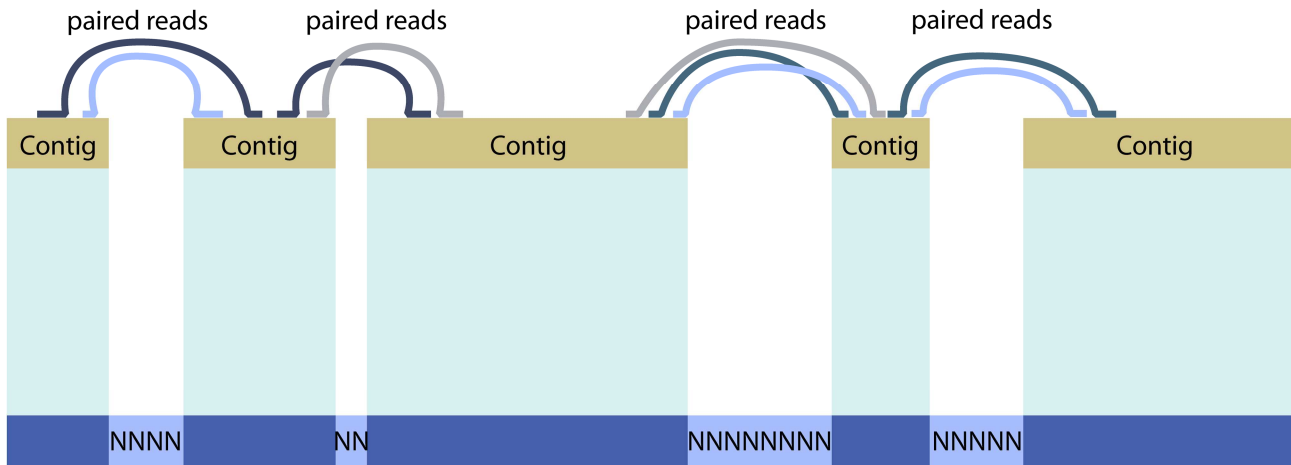 paired reads paired reads paired reads paired reads
Contig Contig Contig Contig Contig
NNNN NN NNNNNNNN NNNNN